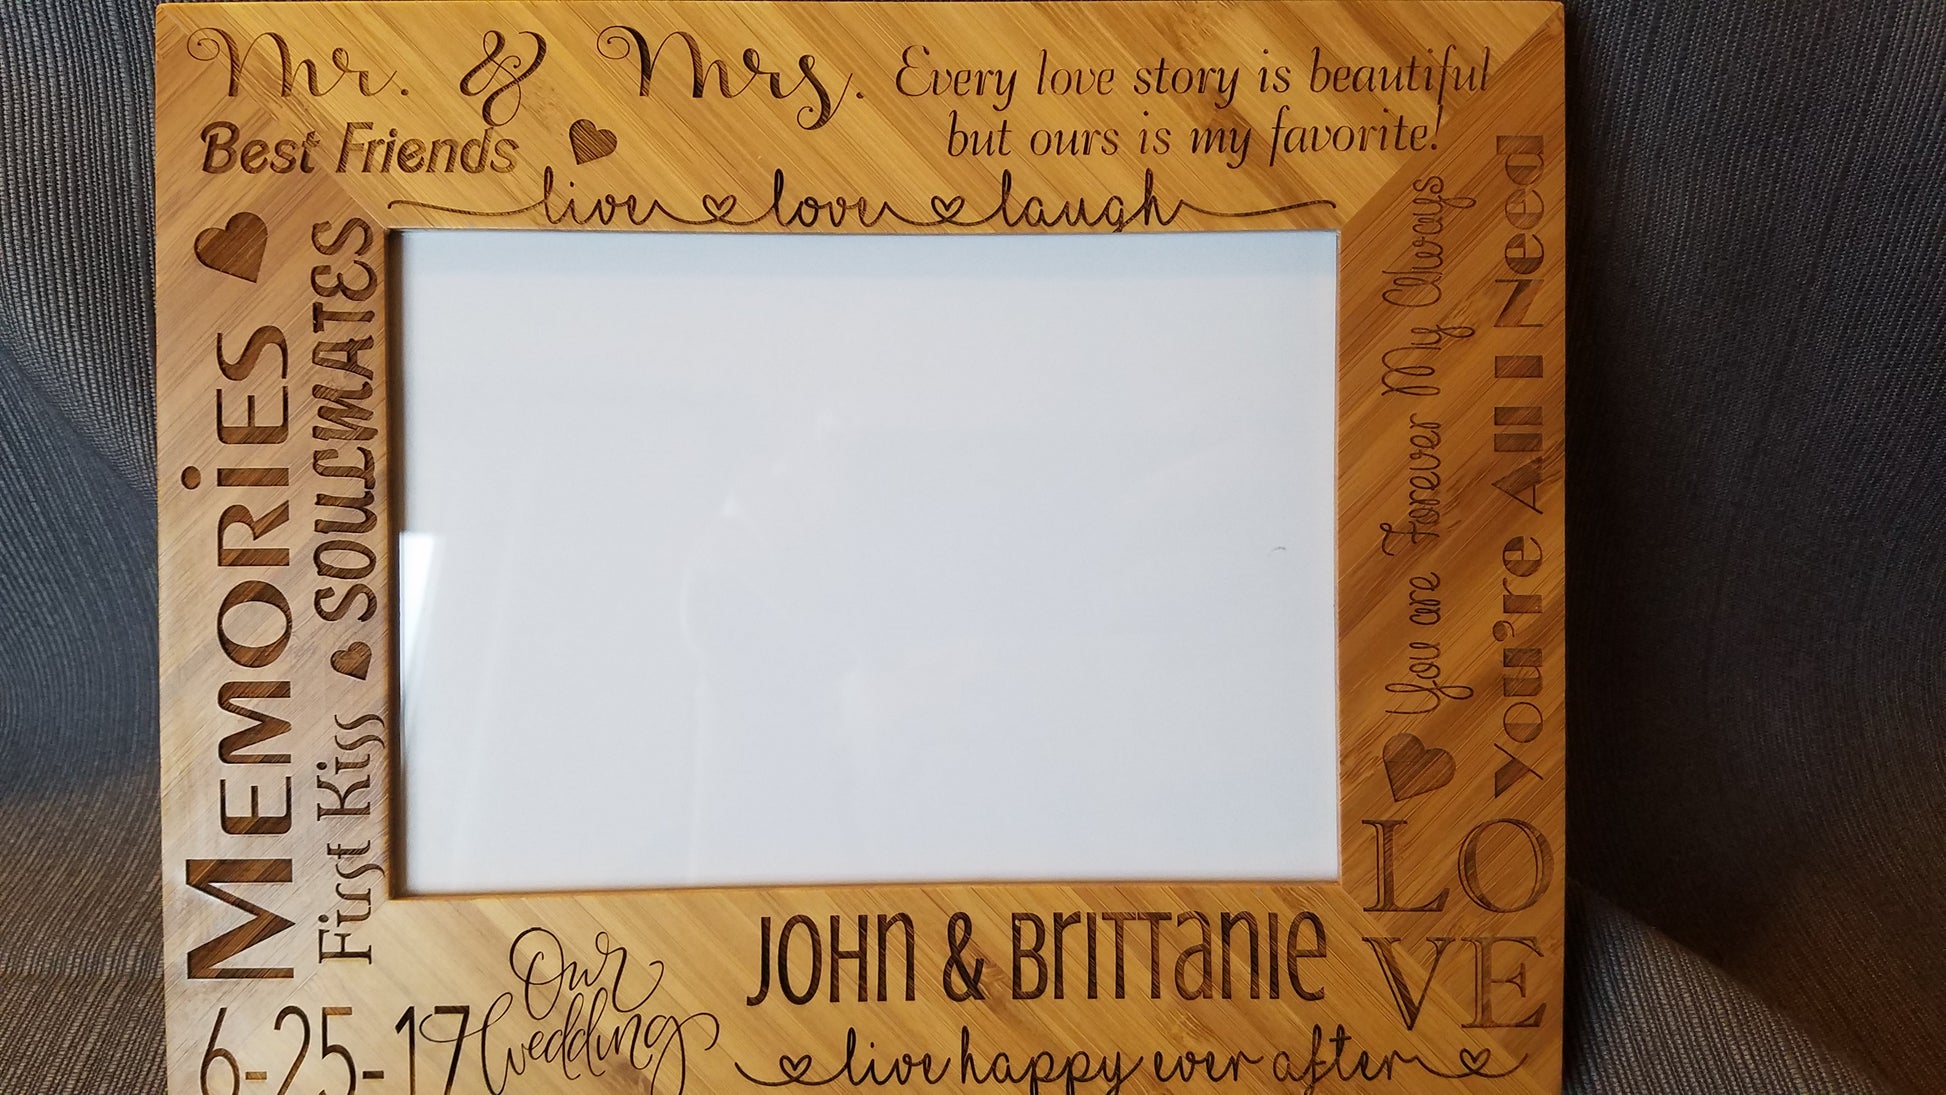 Mr. & Mrs.
Every love story is beautiful
but ours is my favorite!
Best Friends
live love laugh
Memories
SOULMATES
First Kiss
You are Forever My Always
You're All I Need
LO
VE
John & Brittanie
Our
Wedding
6-25-17
live happy ever after